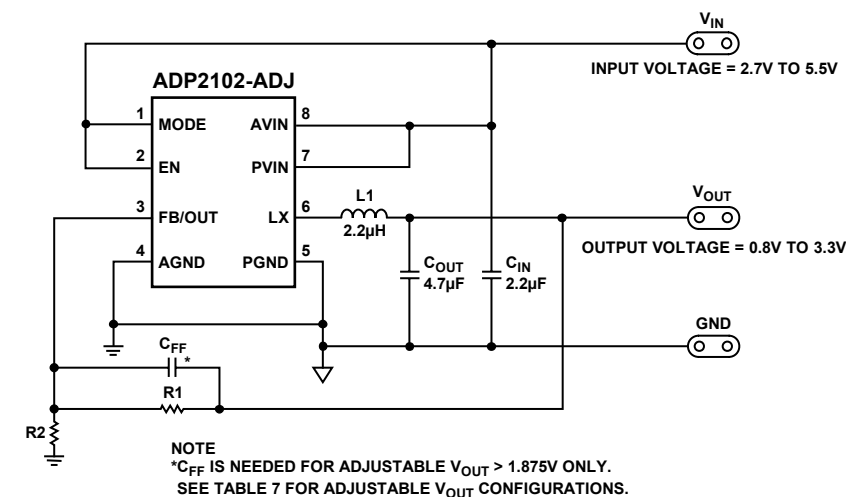 VIN
INPUT VOLTAGE = 2.7V TO 5.5V
ADP2102-ADJ
1 MODE AVIN 8
2 EN PVIN 7
3 FB/OUT LX 6
L1
2.2µH
4 AGND PGND 5
VOUT
OUTPUT VOLTAGE = 0.8V TO 3.3V
COUT
4.7µF
CIN
2.2µF
GND
CFF
*
R1
R2
NOTE
*CFF IS NEEDED FOR ADJUSTABLE VOUT > 1.875V ONLY.
SEE TABLE 7 FOR ADJUSTABLE VOUT CONFIGURATIONS.